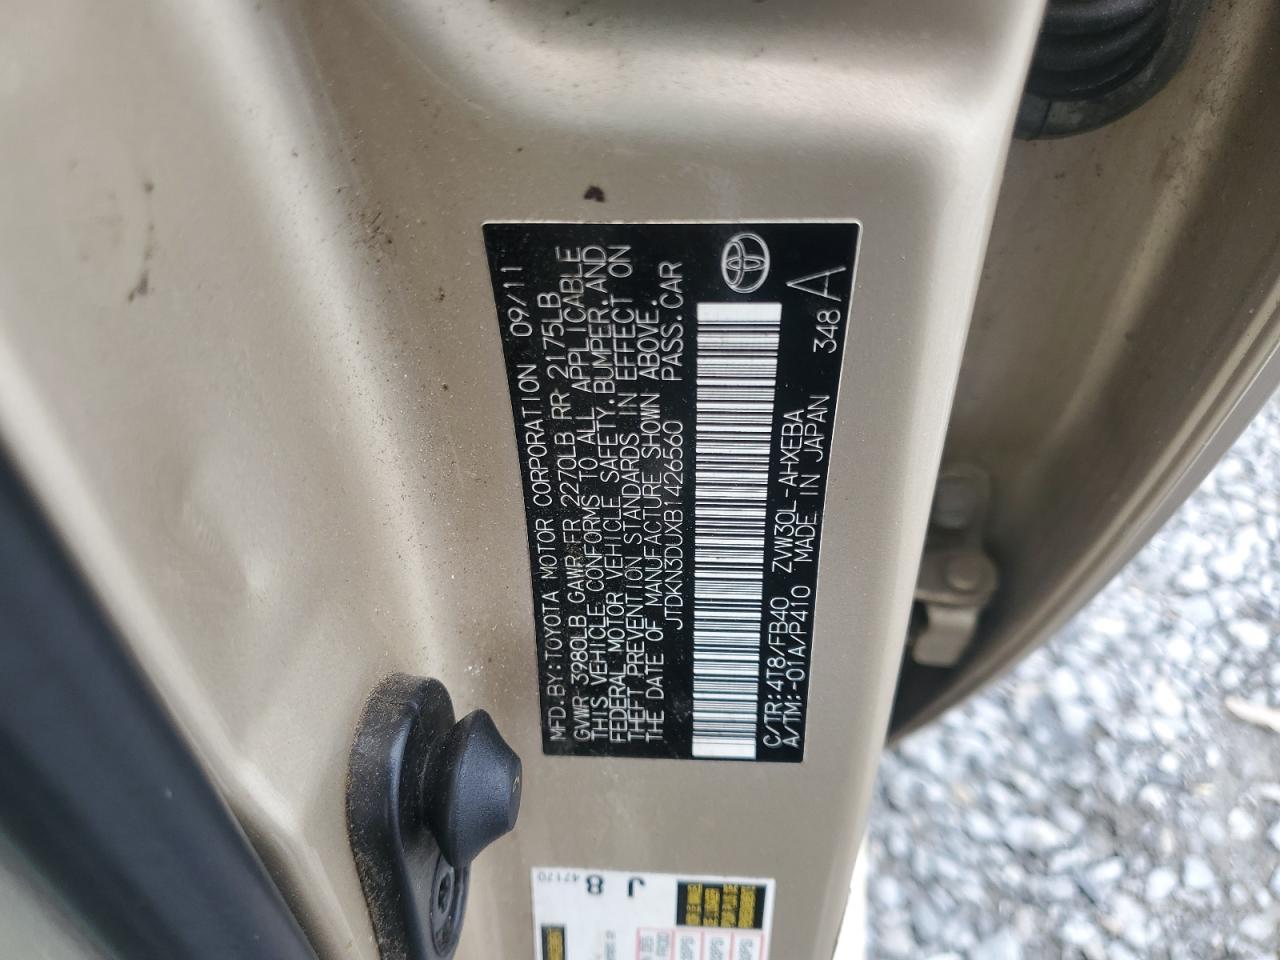 MFD. BY: TOYOTA MOTOR CORPORATION 09/11
GVWR 3980LB GAWR FR 2270LB RR 2175LB
THIS VEHICLE CONFORMS TO ALL APPLICABLE
FEDERAL MOTOR VEHICLE SAFETY, BUMPER, AND
THEFT PREVENTION STANDARDS IN EFFECT ON
THE DATE OF MANUFACTURE SHOWN ABOVE.
JTDKN3DUXB1426560 PASS. CAR
C/TR: 4T8/FB40 ZVW30L-AHXEBA
A/TM: -01A/P410 MADE IN JAPAN 348 A
J 8
47170